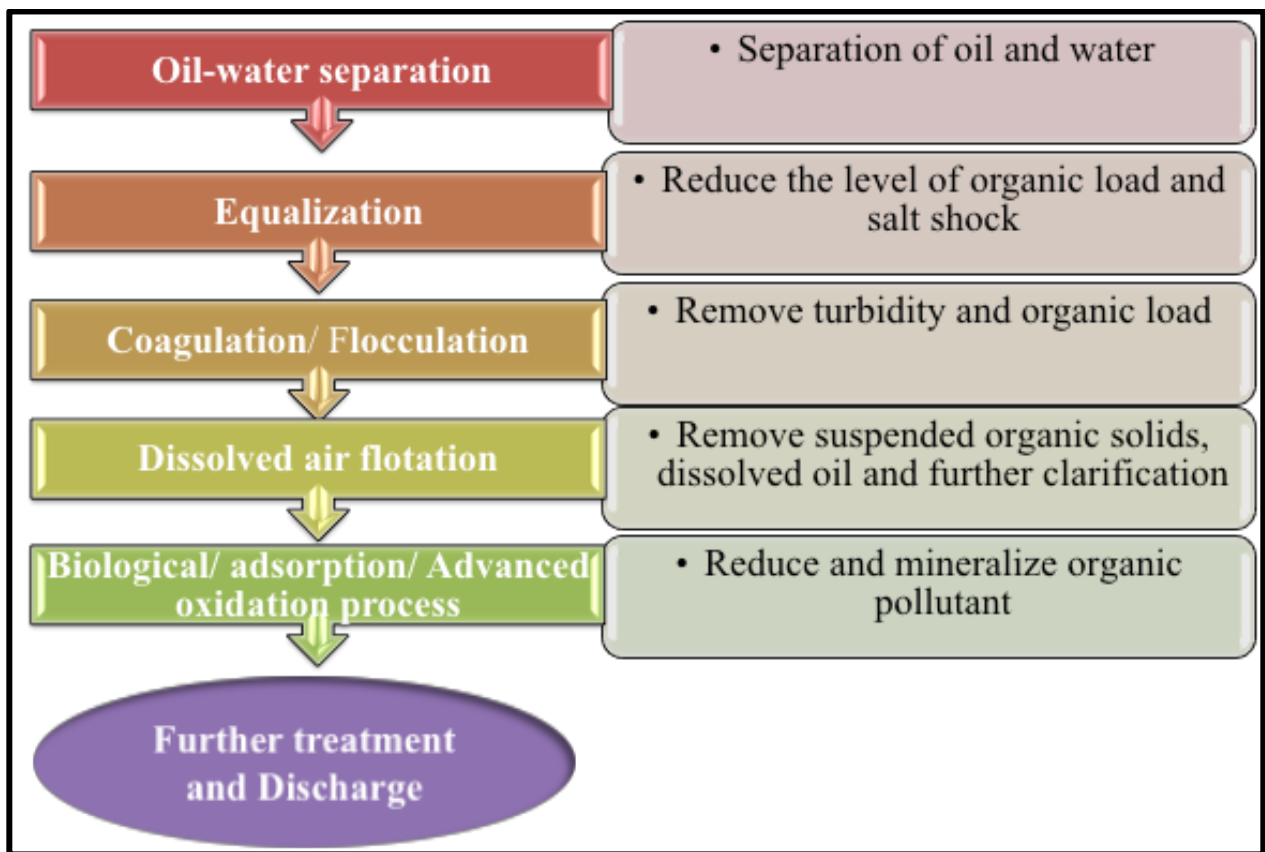 Oil-water separation
• Separation of oil and water
Equalization
• Reduce the level of organic load and
salt shock
Coagulation/ Flocculation
• Remove turbidity and organic load
Dissolved air flotation
• Remove suspended organic solids,
dissolved oil and further clarification
Biological/ adsorption/ Advanced
oxidation process
• Reduce and mineralize organic
pollutant
Further treatment
and Discharge